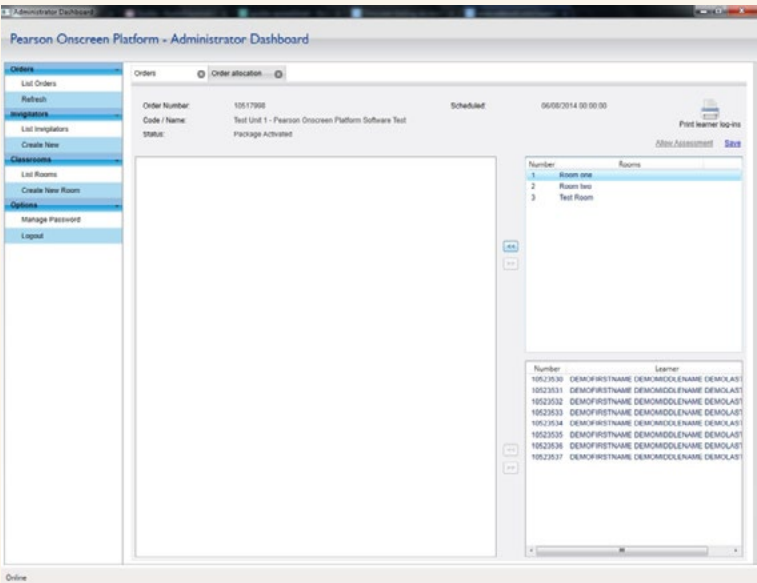 Administrator Dashboard
Pearson Onscreen Platform - Administrator Dashboard
Orders
List Orders
Refresh
Invigilators
List Invigilators
Create New
Classrooms
List Rooms
Create New Room
Options
Manage Password
Logout
Orders Order allocation
Order Number: 10517998 Scheduled: 06/08/2014 00:00:00
Code / Name: Test Unit 1 - Pearson Onscreen Platform Software Test
Status: Package Activated
Print learner log-ins
Allow Assessment Save
Number Rooms
1 Room one
2 Room two
3 Test Room
<<
>>
Number Learner
10523530 DEMOFIRSTNAME DEMOMIDDLENAME DEMOLAST
10523531 DEMOFIRSTNAME DEMOMIDDLENAME DEMOLAST
10523532 DEMOFIRSTNAME DEMOMIDDLENAME DEMOLAST
10523533 DEMOFIRSTNAME DEMOMIDDLENAME DEMOLAST
10523534 DEMOFIRSTNAME DEMOMIDDLENAME DEMOLAST
10523535 DEMOFIRSTNAME DEMOMIDDLENAME DEMOLAST
10523536 DEMOFIRSTNAME DEMOMIDDLENAME DEMOLAST
10523537 DEMOFIRSTNAME DEMOMIDDLENAME DEMOLAST
<<
>>
Online